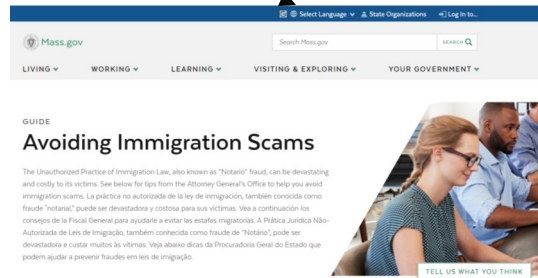 Select Language State Organizations Log In to...
Mass.gov
Search Mass.gov
SEARCH
LIVING WORKING LEARNING VISITING & EXPLORING YOUR GOVERNMENT
GUIDE
Avoiding Immigration Scams
The Unauthorized Practice of Immigration Law, also known as "Notario" fraud, can be devastating
and costly to its victims. See below for tips from the Attorney General's Office to help you avoid
immigration scams. La práctica no autorizada de la ley de inmigración, también conocida como
fraude "notarial," puede ser devastadora y costosa para sus víctimas. Vea a continuación los
consejos de la Fiscal General para ayudarle a evitar las estafas migratorias. A Prática Jurídica Não-
Autorizada de Leis de Imigração, também conhecida como fraude de "Notário", pode ser
devastadora e custar muitos às vítimas. Veja abaixo dicas da Procuradoria Geral do Estado que
podem ajudar a prevenir fraudes em leis de imigração.
TELL US WHAT YOU THINK